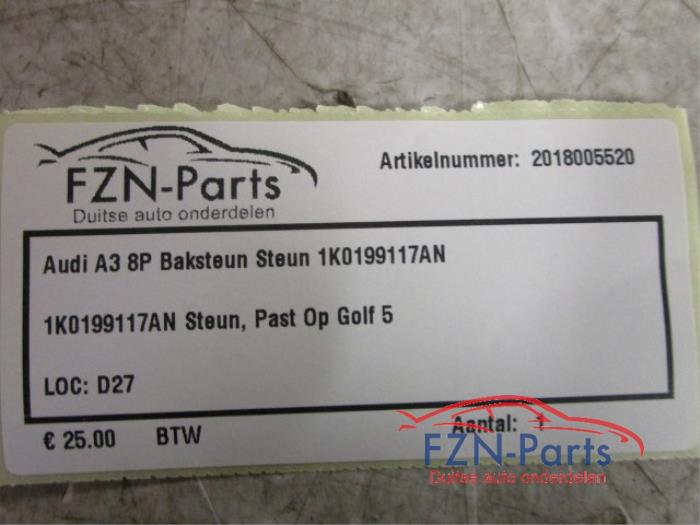 FZN-Parts
Duitse auto onderdelen
Artikelnummer: 2018005520
Audi A3 8P Baksteun Steun 1K0199117AN
1K0199117AN Steun, Past Op Golf 5
LOC: D27
€ 25.00 BTW Aantal: 1
FZN-Parts
Duitse auto onderdelen